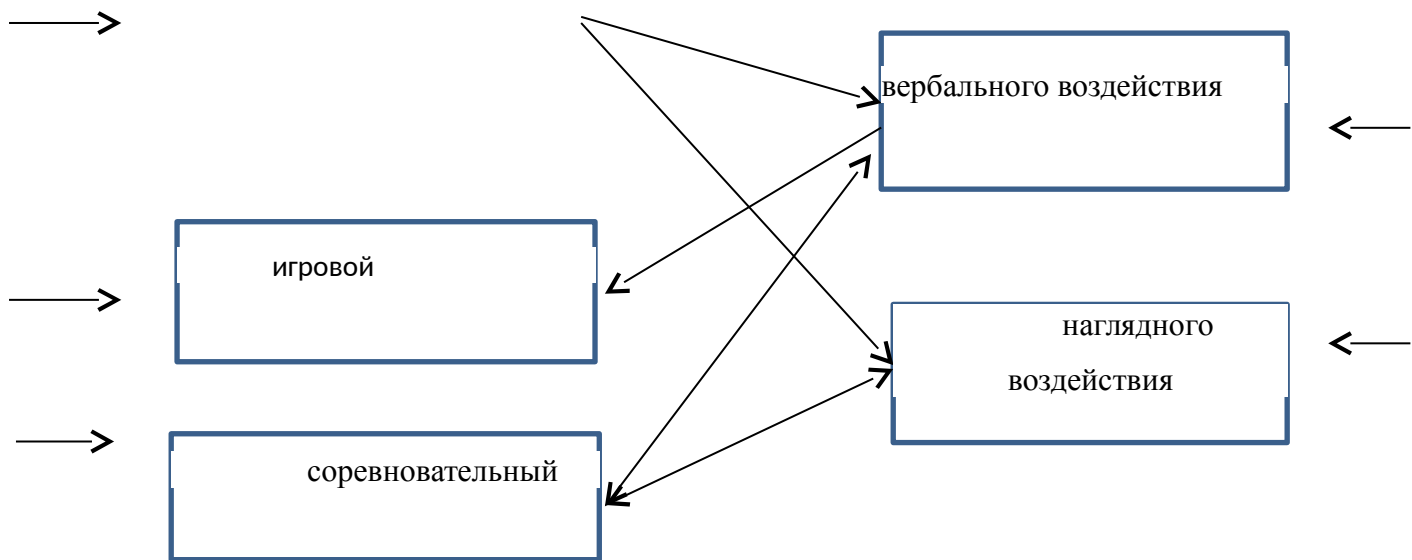 вербального воздействия
игровой
наглядного
воздействия
соревновательный